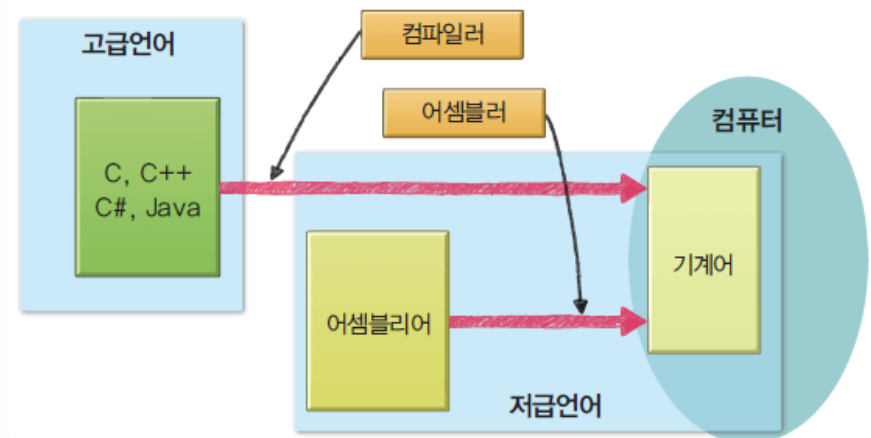 고급언어
컴파일러
어셈블러
컴퓨터
C, C++
C#, Java
기계어
어셈블리어
저급언어